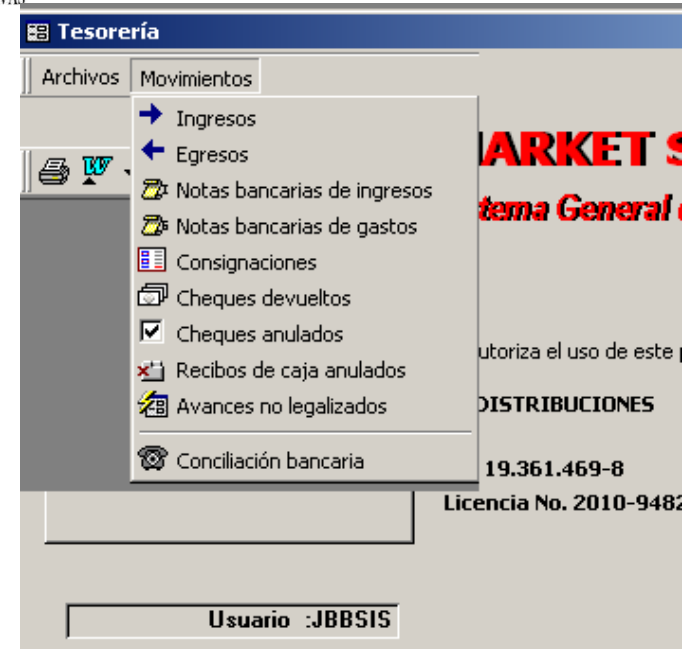 Tesorería
Archivos Movimientos
Ingresos
Egresos
Notas bancarias de ingresos
Notas bancarias de gastos
Consignaciones
Cheques devueltos
Cheques anulados
Recibos de caja anulados
Avances no legalizados
Conciliación bancaria
ARKET S
tema General
utoriza el uso de este
DISTRIBUCIONES
19.361.469-8
Licencia No. 2010-9482
Usuario :JBBSIS